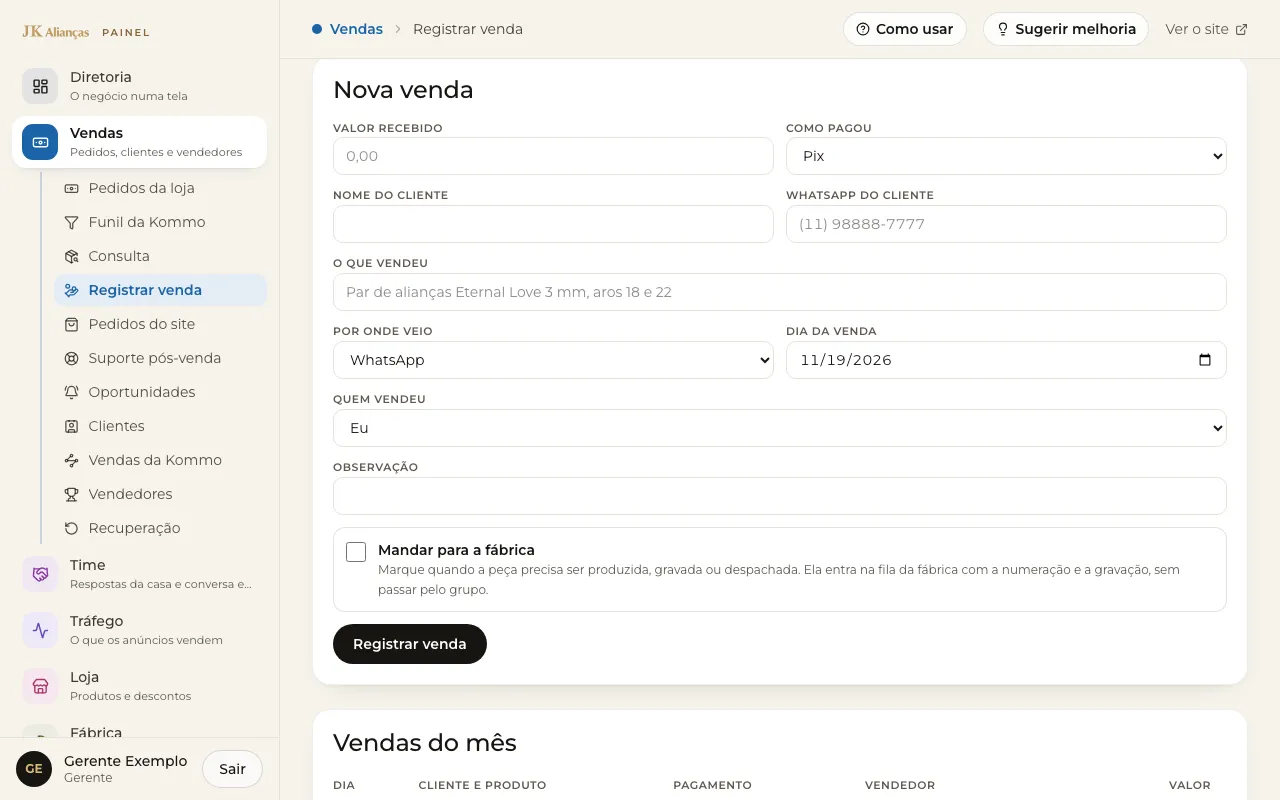 JK Alianças PAINEL
Diretoria
O negócio numa tela
Vendas
Pedidos, clientes e vendedores
Pedidos da loja
Funil da Kommo
Consulta
Registrar venda
Pedidos do site
Suporte pós-venda
Oportunidades
Clientes
Vendas da Kommo
Vendedores
Recuperação
Time
Respostas da casa e conversa e...
Tráfego
O que os anúncios vendem
Loja
Produtos e descontos
Fábrica
GE
Gerente Exemplo
Gerente
Sair
Vendas
Registrar venda
Como usar
Sugerir melhoria
Ver o site
Nova venda
VALOR RECEBIDO
0,00
COMO PAGOU
Pix
NOME DO CLIENTE
WHATSAPP DO CLIENTE
(11) 98888-7777
O QUE VENDEU
Par de alianças Eternal Love 3 mm, aros 18 e 22
POR ONDE VEIO
WhatsApp
DIA DA VENDA
11/19/2026
QUEM VENDEU
Eu
OBSERVAÇÃO
Mandar para a fábrica
Marque quando a peça precisa ser produzida, gravada ou despachada. Ela entra na fila da fábrica com a numeração e a gravação, sem
passar pelo grupo.
Registrar venda
Vendas do mês
DIA CLIENTE E PRODUTO PAGAMENTO VENDEDOR VALOR